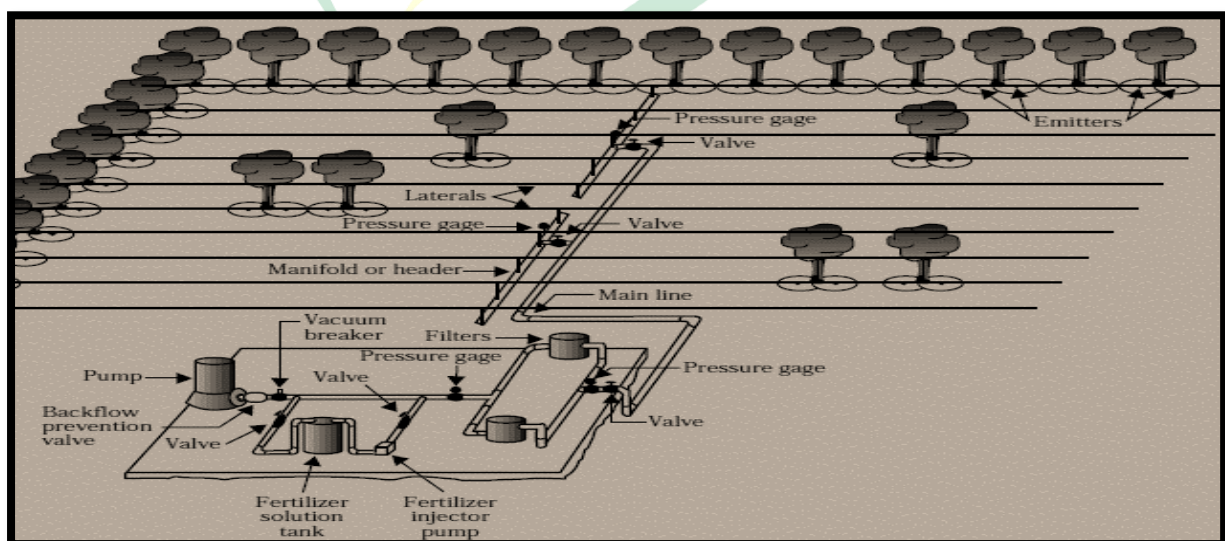 Pressure gage
Emitters
Valve
Laterals
Pressure gage
Valve
Manifold or header
Main line
Vacuum
breaker
Filters
Pressure gage
Pressure gage
Pump
Valve
Backflow
prevention
valve
Valve
Valve
Fertilizer
solution
tank
Fertilizer
injector
pump